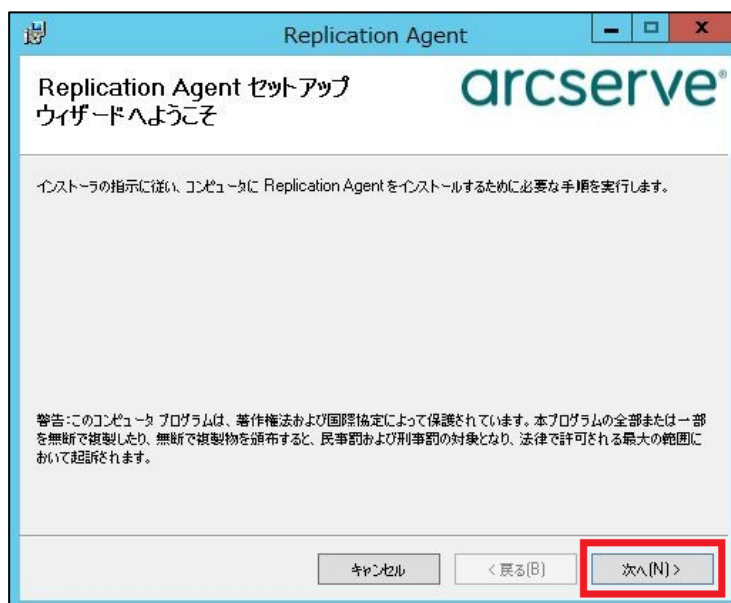 Replication Agent
Replication Agent セットアップ
ウィザードへようこそ
arcserve®
インストーラの指示に従い、コンピュータに Replication Agent をインストールするために必要な手順を実行します。
警告:このコンピュータ プログラムは、著作権法および国際協定によって保護されています。本プログラムの全部または一部
を無断で複製したり、無断で複製物を頒布すると、民事罰および刑事罰の対象となり、法律で許可される最大の範囲に
おいて起訴されます。
キャンセル
< 戻る(B)
次へ(N) >